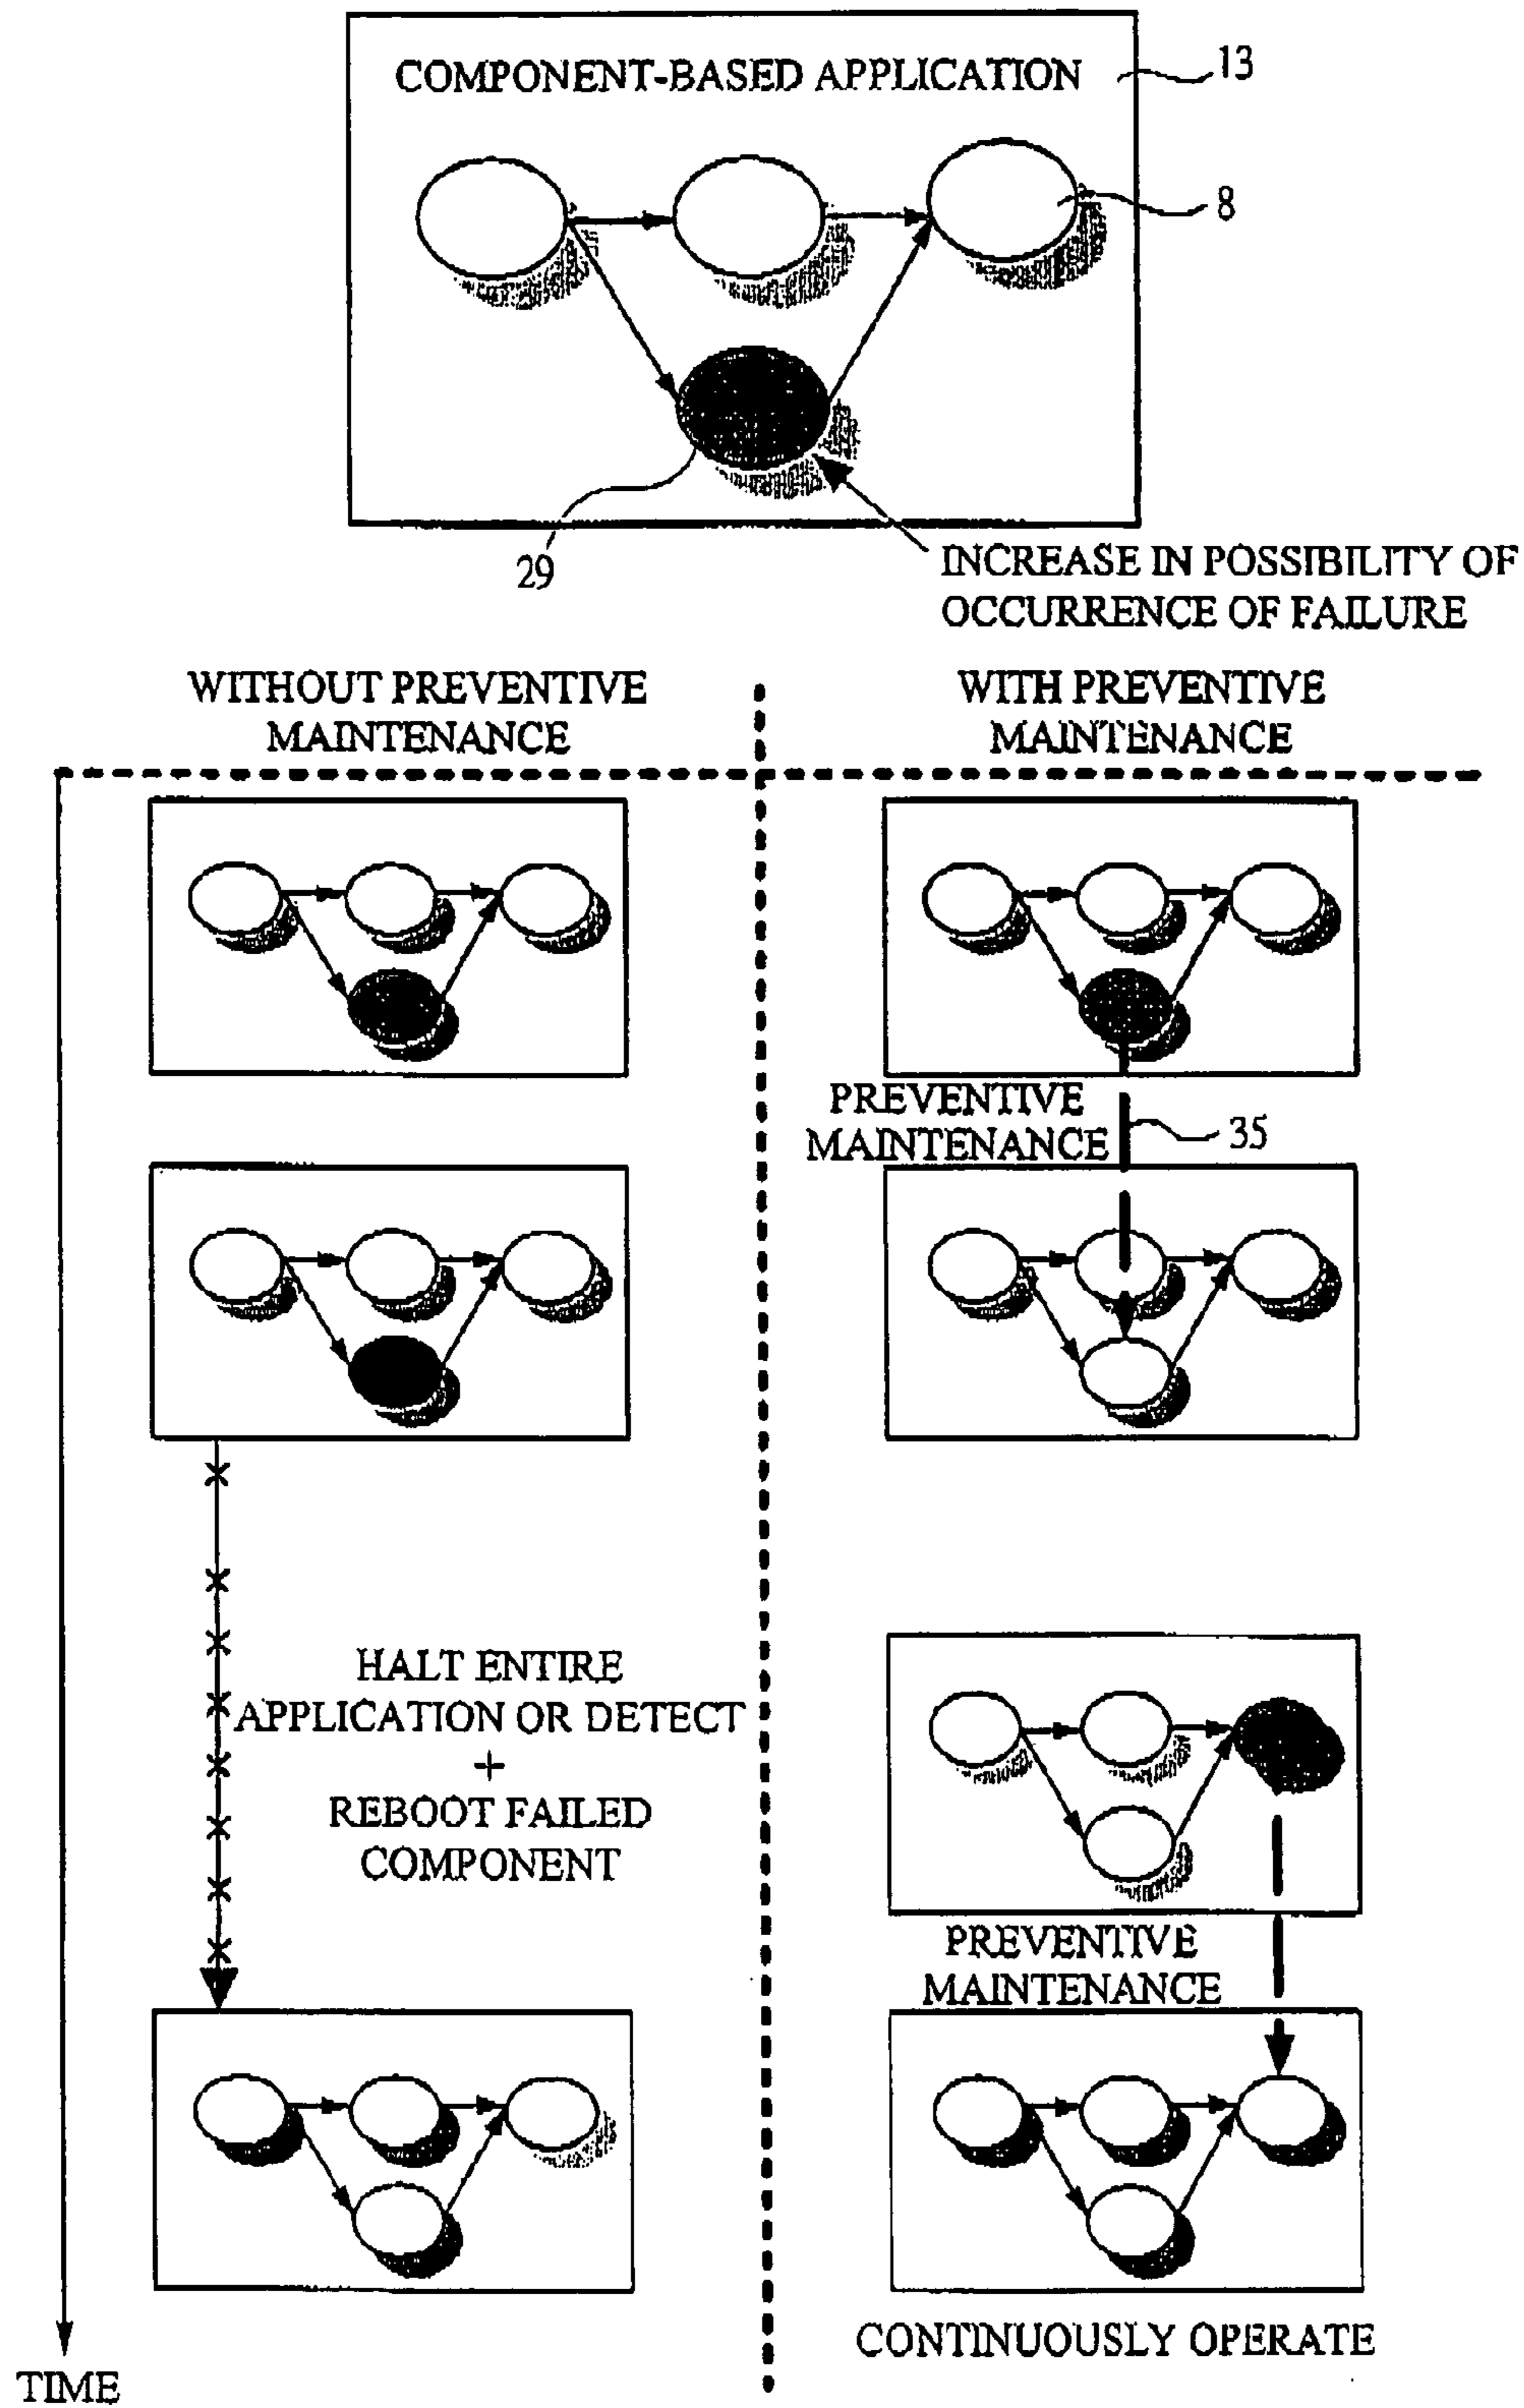 COMPONENT-BASED APPLICATION
13
8
29
INCREASE IN POSSIBILITY OF
OCCURRENCE OF FAILURE
WITHOUT PREVENTIVE
MAINTENANCE
WITH PREVENTIVE
MAINTENANCE
PREVENTIVE
MAINTENANCE
35
HALT ENTIRE
APPLICATION OR DETECT
+
REBOOT FAILED
COMPONENT
PREVENTIVE
MAINTENANCE
CONTINUOUSLY OPERATE
TIME